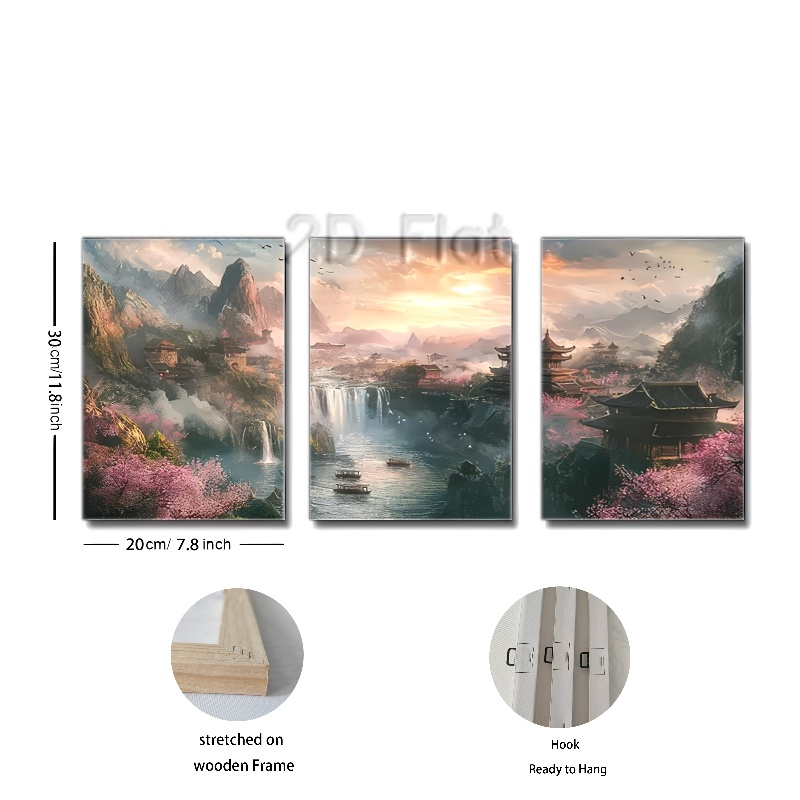 2D Flat
30cm/11.8inch
20cm/ 7.8 inch
stretched on
wooden Frame
Hook
Ready to Hang